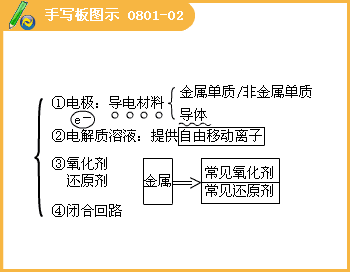 手写板图示 0801-02
①电极：导电材料
金属单质/非金属单质
导体
e⁻
②电解质溶液：提供自由移动离子
③氧化剂
还原剂
金属
常见氧化剂
常见还原剂
④闭合回路